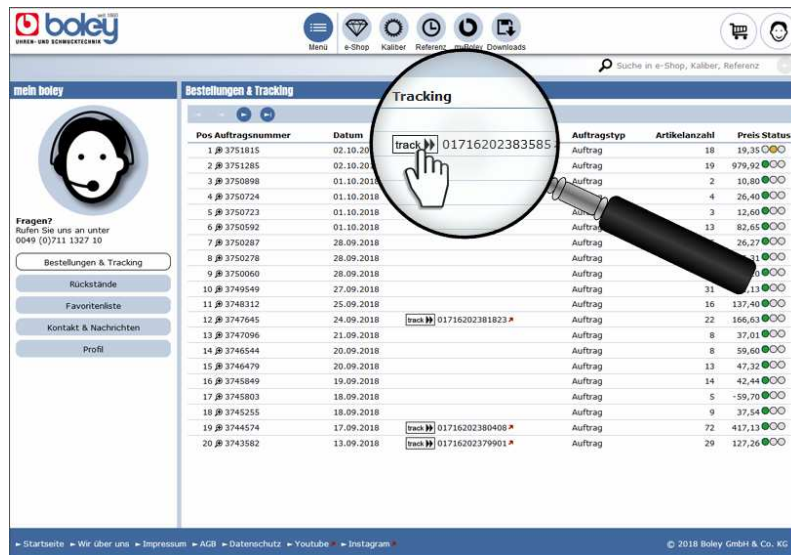 seit 1980
boley
UHREN- UND SCHMUCKTECHNIK
Menü e-Shop Kaliber Referenz myBoley Downloads
Suche in e-Shop, Kaliber, Referenz
mein boley
Bestellungen & Tracking
Fragen?
Rufen Sie uns an unter
0049 (0)711 1327 10
Bestellungen & Tracking
Rückstände
Favoritenliste
Kontakt & Nachrichten
Profil
Tracking
track 01716202383585
Pos Auftragsnummer Datum Auftragstyp Artikelanzahl Preis Status
1 3751815 02.10.20 Auftrag 18 19,35
2 3751285 02.10.201 Auftrag 19 979,92
3 3750898 01.10.2018 Auftrag 2 10,80
4 3750724 01.10.2018 Auftrag 4 26,40
5 3750723 01.10.2018 Auftrag 3 12,60
6 3750592 01.10.2018 Auftrag 13 82,65
7 3750287 28.09.2018 Auftrag 26,27
8 3750278 28.09.2018 Auftrag
9 3750060 28.09.2018 Auftrag
10 3749549 27.09.2018 Auftrag 31
11 3748312 25.09.2018 Auftrag 16 137,40
12 3747645 24.09.2018 track 01716202381823 Auftrag 22 166,63
13 3747096 21.09.2018 Auftrag 8 37,01
14 3746544 20.09.2018 Auftrag 8 59,60
15 3746479 20.09.2018 Auftrag 13 47,32
16 3745849 19.09.2018 Auftrag 14 42,44
17 3745803 18.09.2018 Auftrag 5 -59,70
18 3745255 18.09.2018 Auftrag 9 37,54
19 3744574 17.09.2018 track 01716202380408 Auftrag 72 417,13
20 3743582 13.09.2018 track 01716202379901 Auftrag 29 127,26
Startseite Wir über uns Impressum AGB Datenschutz Youtube Instagram
© 2018 Boley GmbH & Co. KG